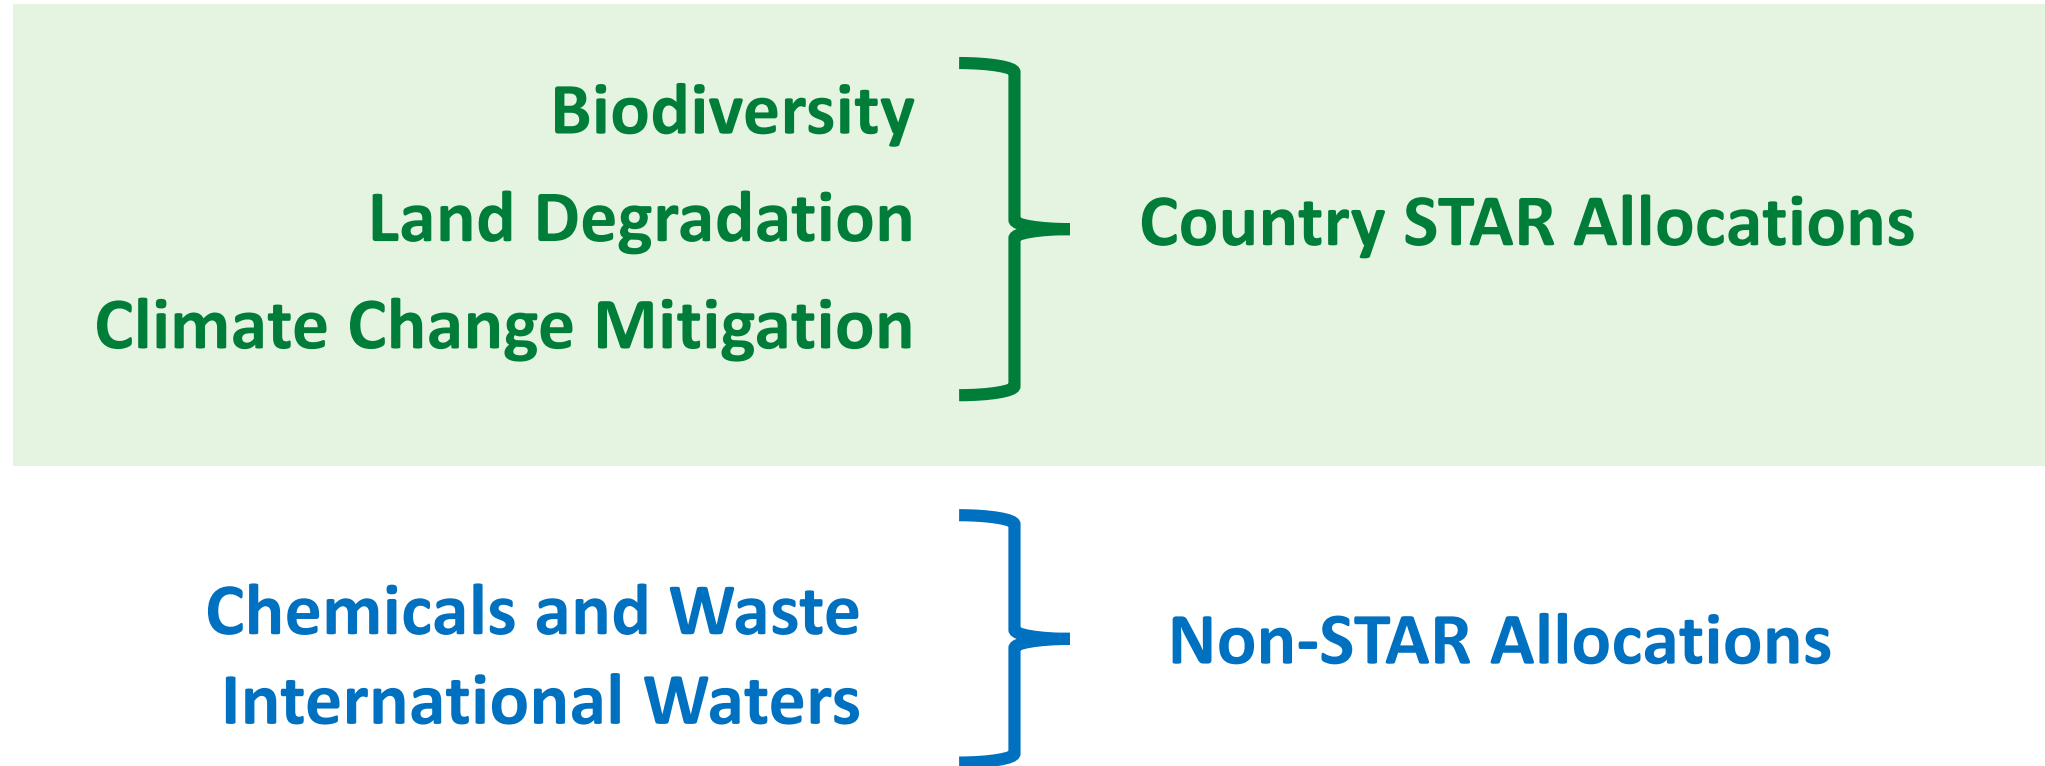 Biodiversity
Land Degradation
Climate Change Mitigation
Country STAR Allocations
Chemicals and Waste
International Waters
Non-STAR Allocations